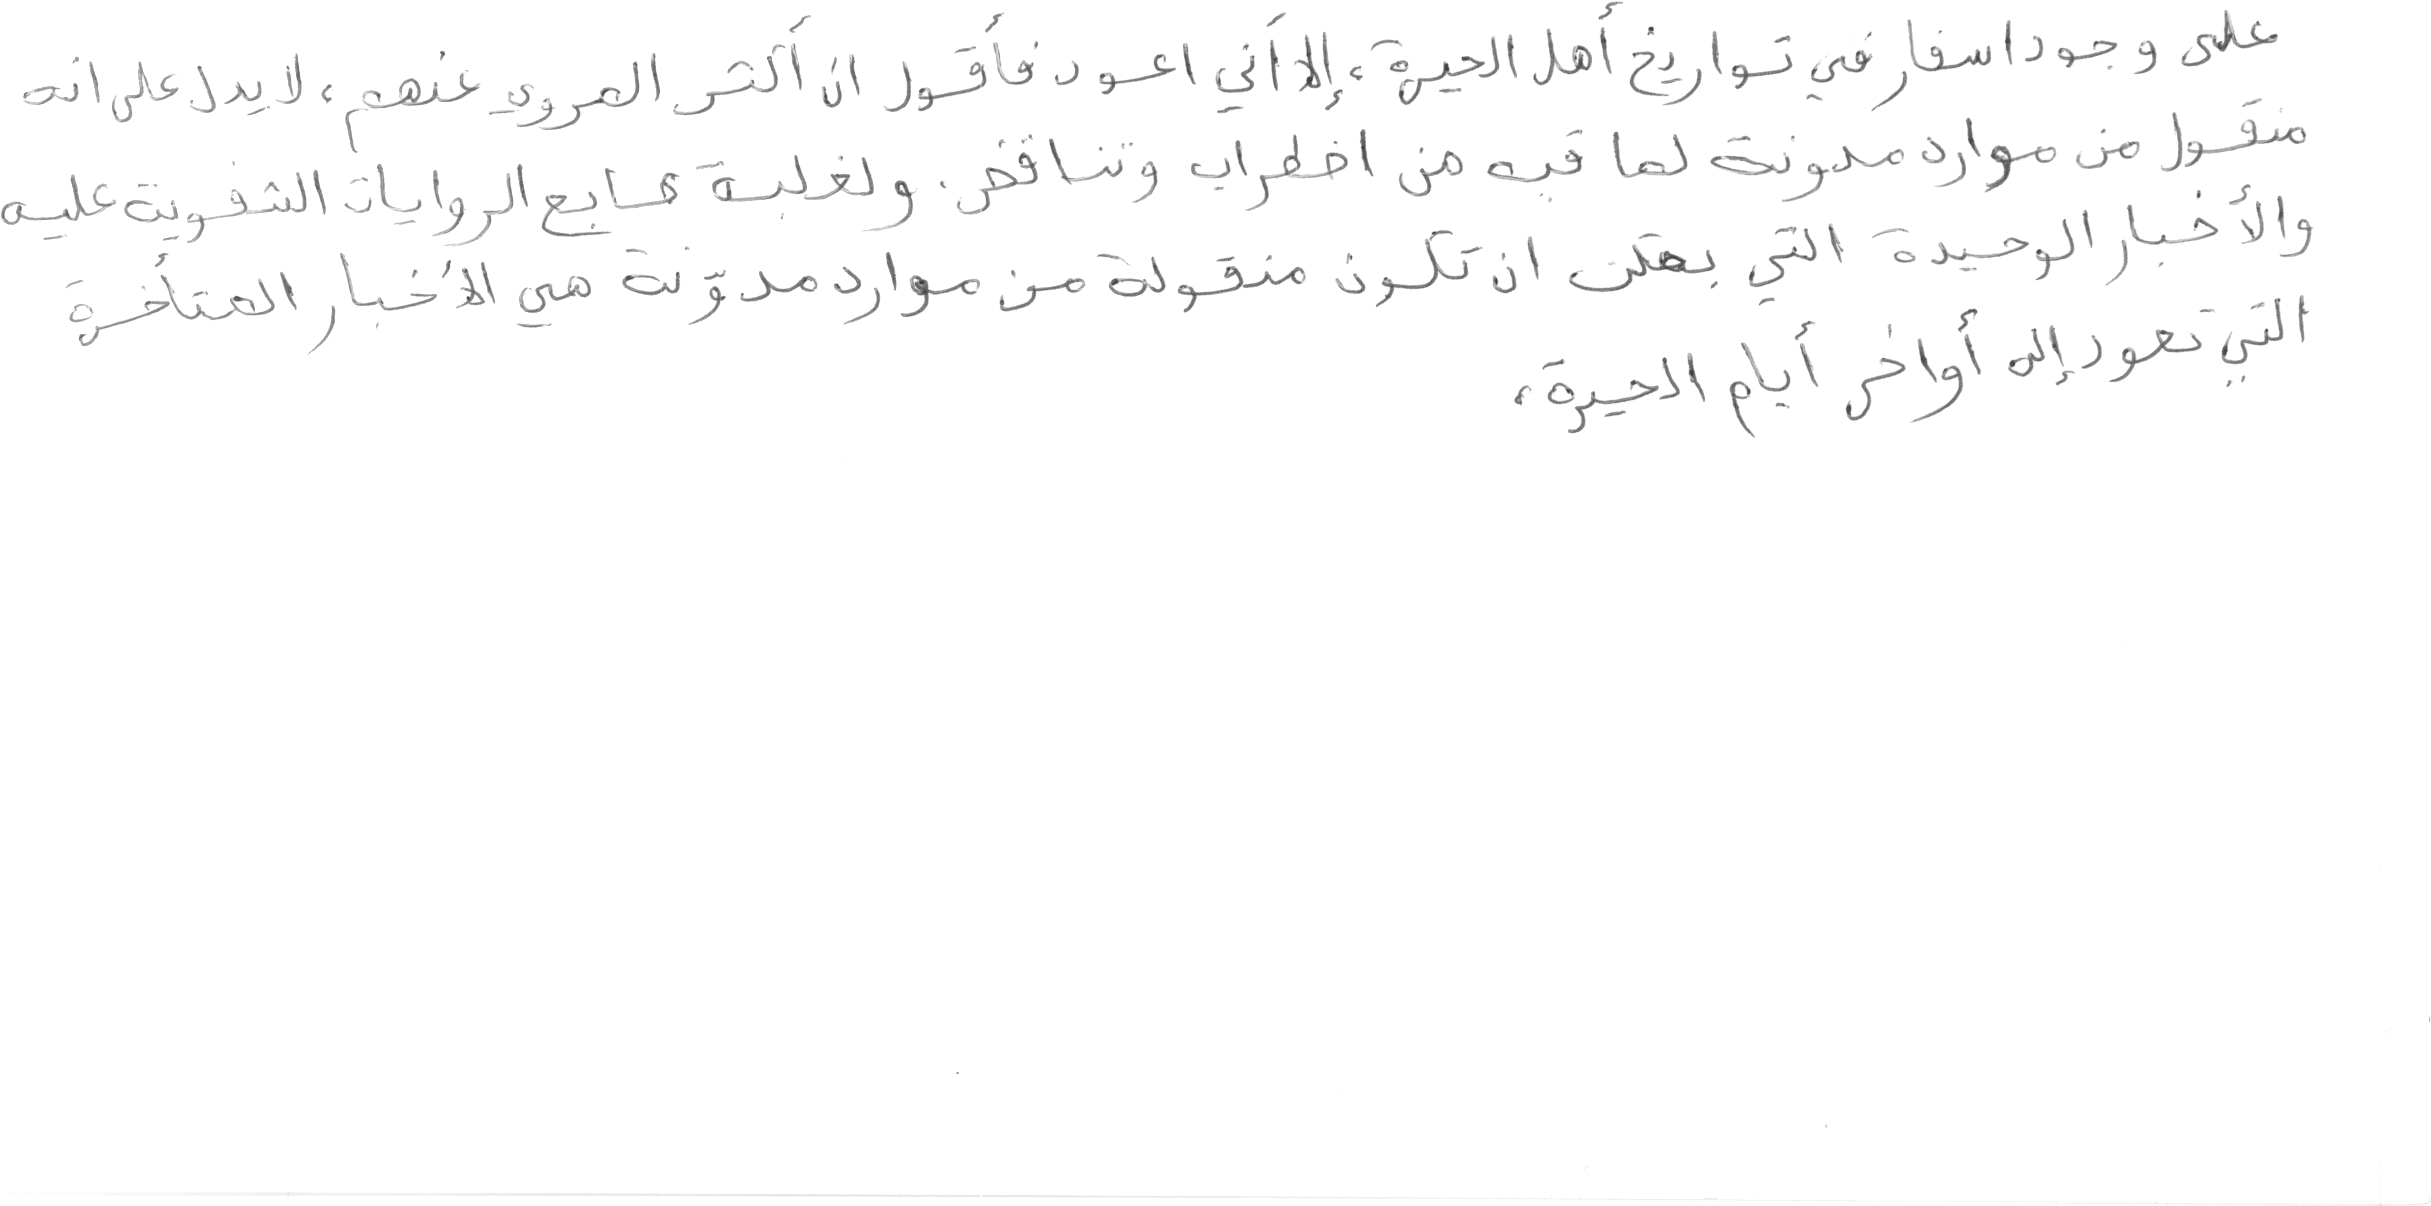 على وجود اسفار في تواريخ أهل الحيرة، إلا أني اعود فأقول ان أكثر المروي عنهم، لا يدل على انه
منقول من موارد مدونة لما فيه من اضطراب وتناقض. ولغلبة طابع الروايات الشفوية عليه
والأخبار الوحيدة التي يمكن ان تكون منقولة من موارد مدوّنة هي الأخبار المتأخرة
التي تعود إلى أواخر أيام الحيرة،